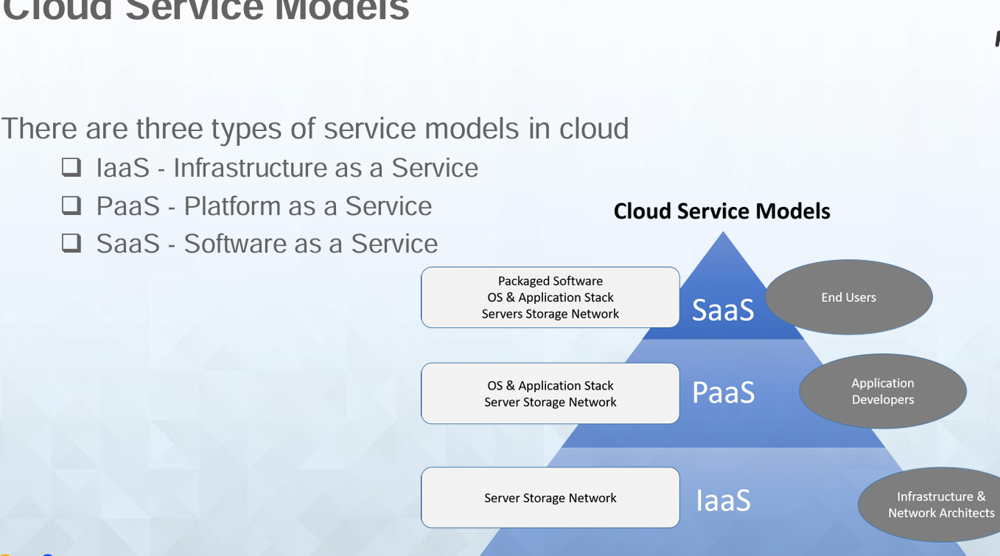 Cloud Service Models
There are three types of service models in cloud
IaaS - Infrastructure as a Service
PaaS - Platform as a Service
SaaS - Software as a Service
Cloud Service Models
Packaged Software
OS & Application Stack
Servers Storage Network
SaaS
End Users
OS & Application Stack
Server Storage Network
PaaS
Application
Developers
Server Storage Network
IaaS
Infrastructure &
Network Architects